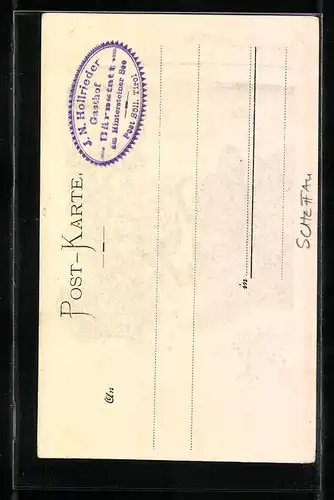 J. N. Hollrieder
Gasthof
Bärnstatt
am Hintersteiner See
Post Söll, Tirol
POST-KARTE.
An
in
SCHEFFAU